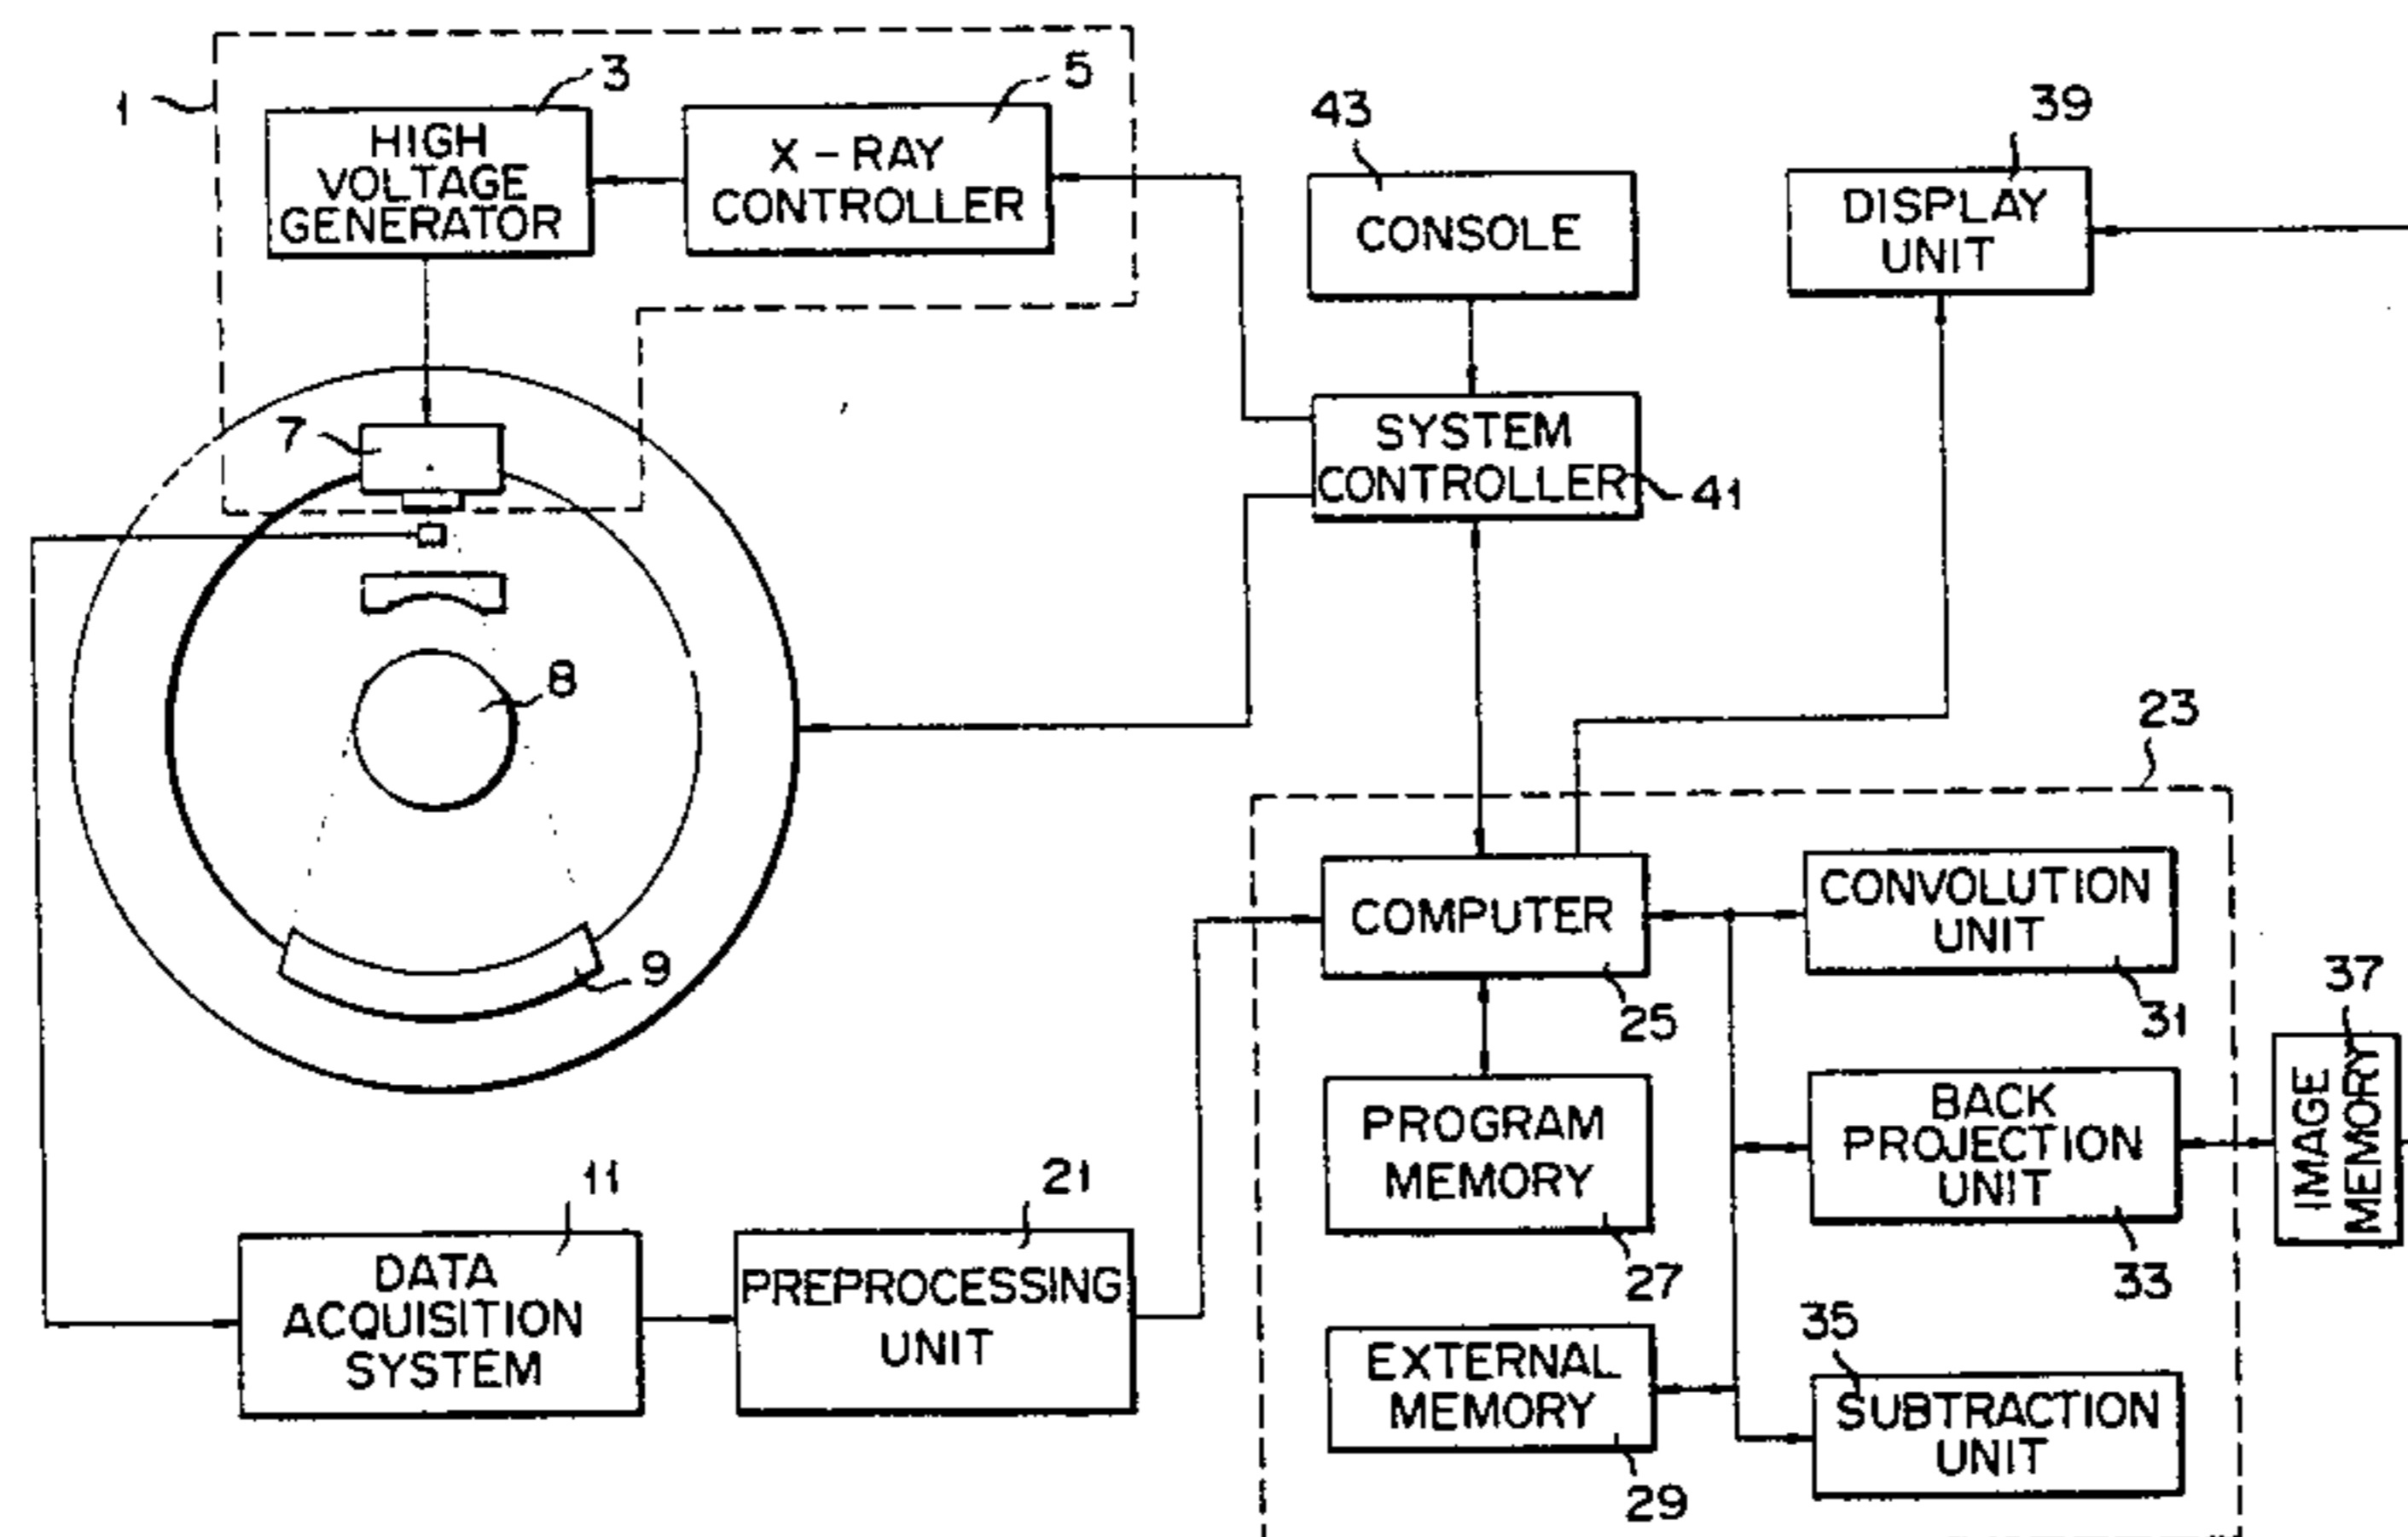 1
3
HIGH
VOLTAGE
GENERATOR
5
X-RAY
CONTROLLER
43
CONSOLE
39
DISPLAY
UNIT
7
SYSTEM
CONTROLLER
41
8
9
23
COMPUTER
25
CONVOLUTION
UNIT
31
37
IMAGE
MEMORY
PROGRAM
MEMORY
27
BACK
PROJECTION
UNIT
33
11
DATA
ACQUISITION
SYSTEM
21
PREPROCESSING
UNIT
EXTERNAL
MEMORY
29
35
SUBTRACTION
UNIT